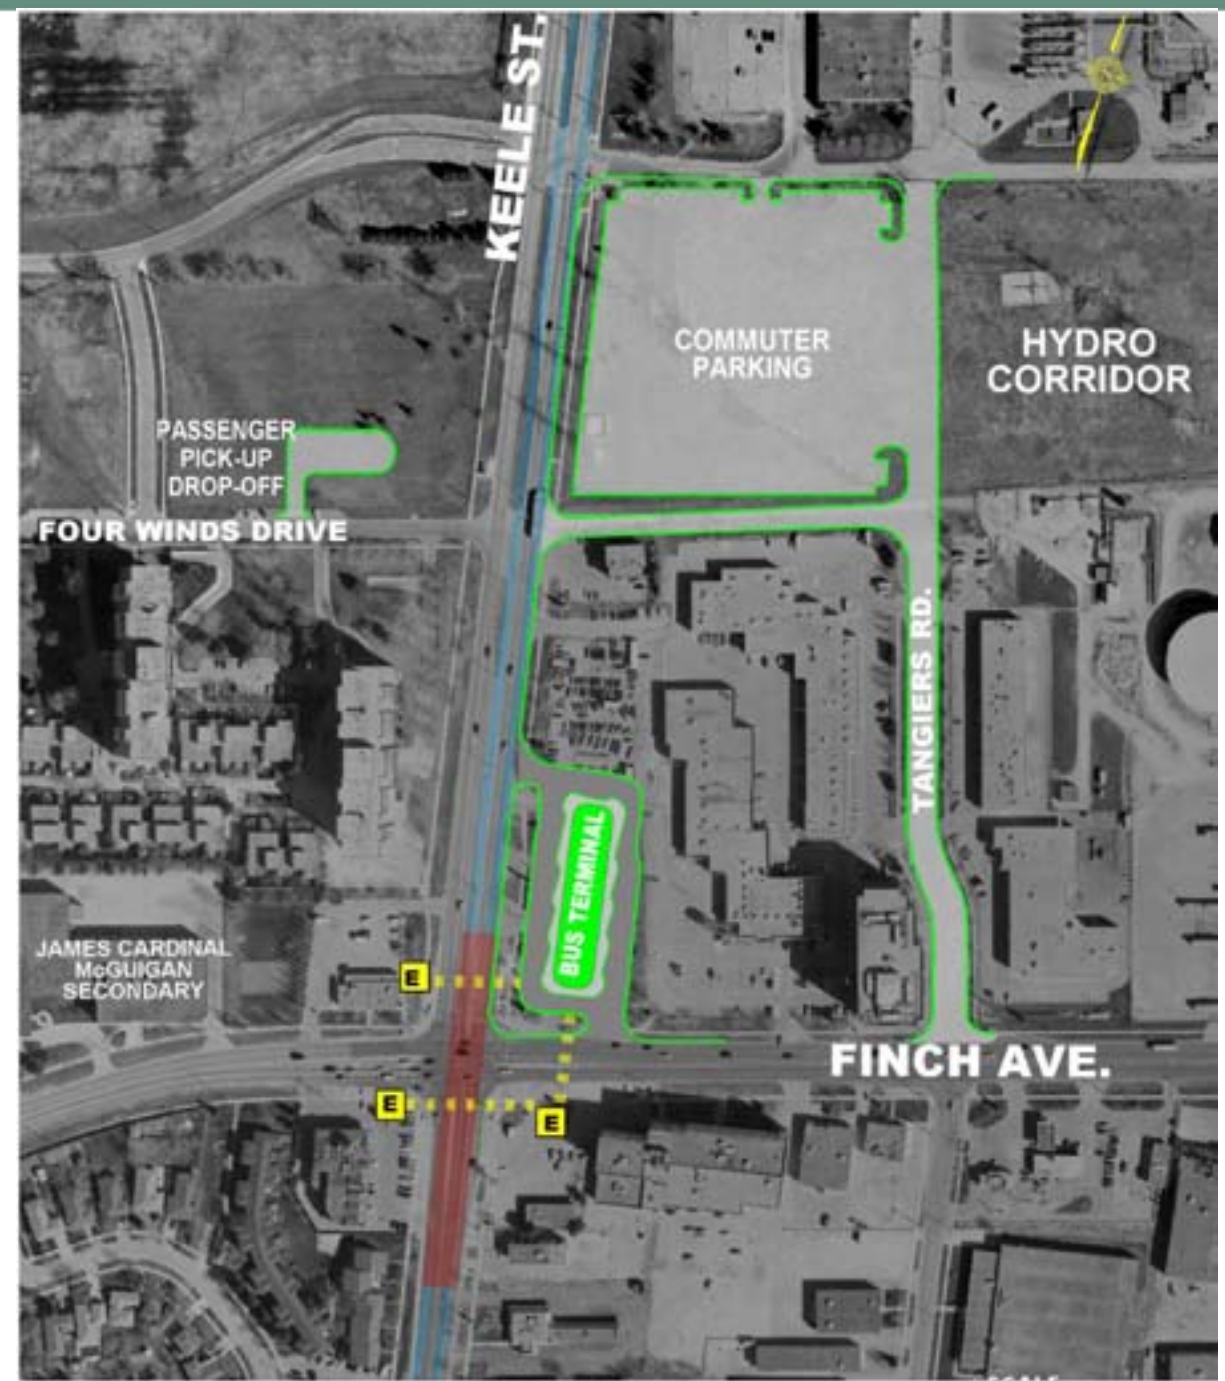 KEELE ST.
COMMUTER
PARKING
HYDRO
CORRIDOR
PASSENGER
PICK-UP
DROP-OFF
FOUR WINDS DRIVE
TANGIERS RD.
BUS TERMINAL
JAMES CARDINAL
McGUIGAN
SECONDARY
E
FINCH AVE.
E
E